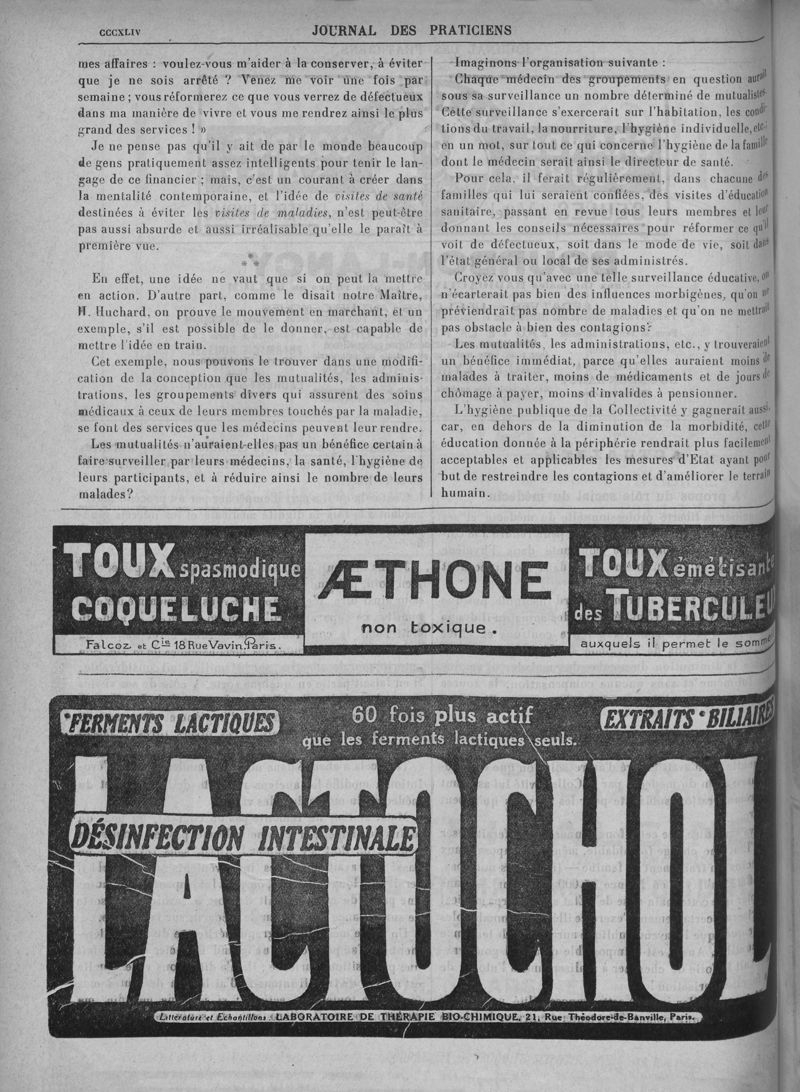 CCCXLIV
JOURNAL DES PRATICIENS
mes affaires : voulez-vous m'aider à la conserver, à éviter
que je ne sois arrêté ? Venez me voir une fois par
semaine ; vous réformerez ce que vous verrez de défectueux
dans ma manière de vivre et vous me rendrez ainsi le plus
grand des services ! »
Je ne pense pas qu'il y ait de par le monde beaucoup
de gens pratiquement assez intelligents pour tenir le lan-
gage de ce financier ; mais, c'est un courant à créer dans
la mentalité contemporaine, et l'idée de visites de santé
destinées à éviter les visites de maladies, n'est peut-être
pas aussi absurde et aussi irréalisable qu'elle le paraît à
première vue.
* * *
En effet, une idée ne vaut que si on peut la mettre
en action. D'autre part, comme le disait notre Maître,
H. Huchard, on prouve le mouvement en marchant, et un
exemple, s'il est possible de le donner, est capable de
mettre l'idée en train.
Cet exemple, nous pouvons le trouver dans une modifi-
cation de la conception que les mutualités, les adminis-
trations, les groupements divers qui assurent des soins
médicaux à ceux de leurs membres touchés par la maladie,
se font des services que les médecins peuvent leur rendre.
Les mutualités n'auraient-elles pas un bénéfice certain à
faire surveiller par leurs médecins, la santé, l'hygiène de
leurs participants, et à réduire ainsi le nombre de leurs
malades?
Imaginons l'organisation suivante :
Chaque médecin des groupements en question aurait
sous sa surveillance un nombre déterminé de mutualistes.
Cette surveillance s'exercerait sur l'habitation, les condi-
tions du travail, la nourriture, l'hygiène individuelle, etc.;
en un mot, sur tout ce qui concerne l'hygiène de la famille
dont le médecin serait ainsi le directeur de santé.
Pour cela, il ferait régulièrement, dans chacune des
familles qui lui seraient confiées, des visites d'éducation
sanitaire, passant en revue tous leurs membres et leur
donnant les conseils nécessaires pour réformer ce qu'il
voit de défectueux, soit dans le mode de vie, soit dans
l'état général ou local de ses administrés.
Croyez vous qu'avec une telle surveillance éducative, on
n'écarterait pas bien des influences morbigènes, qu'on ne
préviendrait pas nombre de maladies et qu'on ne mettrait
pas obstacle à bien des contagions?
Les mutualités, les administrations, etc., y trouveraient
un bénéfice immédiat, parce qu'elles auraient moins de
malades à traiter, moins de médicaments et de jours de
chômage à payer, moins d'invalides à pensionner.
L'hygiène publique de la Collectivité y gagnerait aussi,
car, en dehors de la diminution de la morbidité, cette
éducation donnée à la périphérie rendrait plus facilement
acceptables et applicables les mesures d'Etat ayant pour
but de restreindre les contagions et d'améliorer le terrain
humain.
TOUX spasmodique
COQUELUCHE
Falcoz et Cie 18 Rue Vavin, Paris.
ÆTHONE
non toxique.
TOUX émétisante
des TUBERCULEU
auxquels il permet le somme
FERMENTS LACTIQUES
60 fois plus actif
que les ferments lactiques seuls.
EXTRAITS BILIAIRES
LACTOCHOL
DÉSINFECTION INTESTINALE
Littérature et Echantillons : LABORATOIRE DE THÉRAPIE BIO-CHIMIQUE, 21, Rue Théodore-de-Banville, Paris.